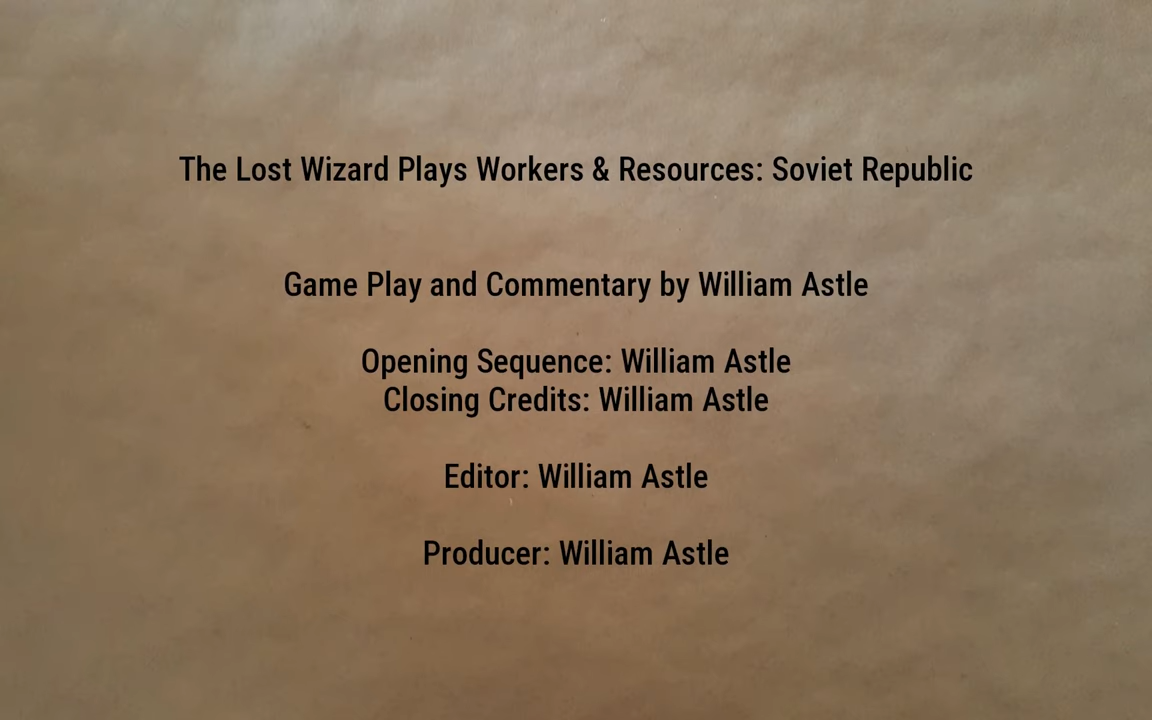 The Lost Wizard Plays Workers & Resources: Soviet Republic
Game Play and Commentary by William Astle
Opening Sequence: William Astle
Closing Credits: William Astle
Editor: William Astle
Producer: William Astle